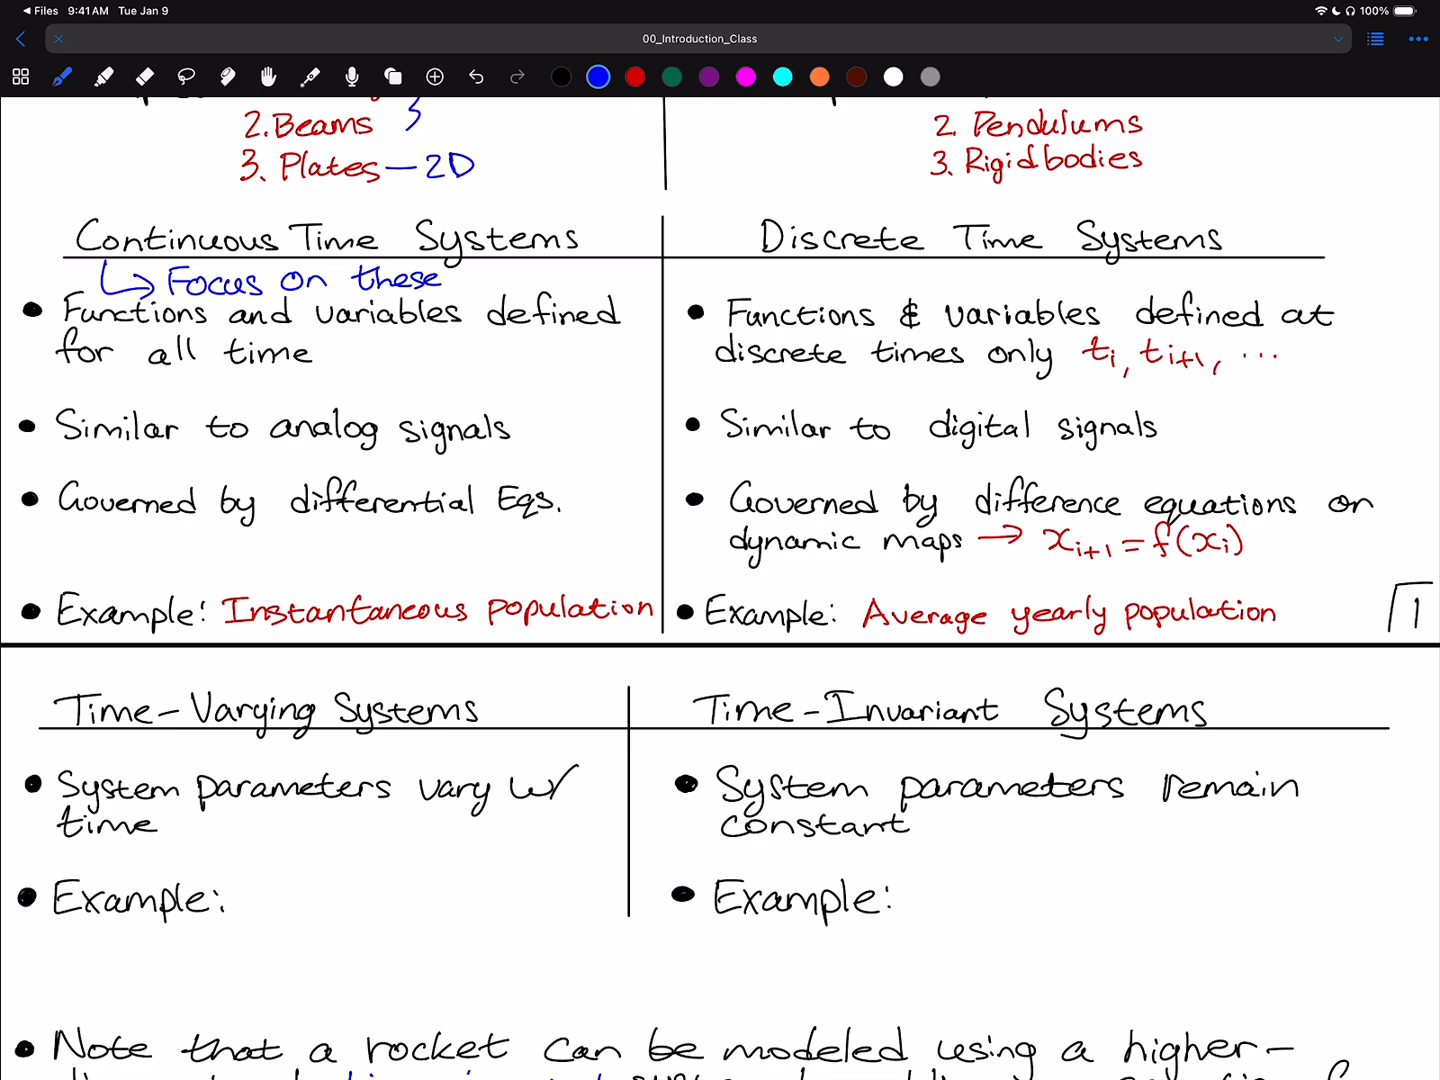 Files 9:41 AM Tue Jan 9 100%
00_Introduction_Class
2. Beams
3. Plates — 2D
2. Pendulums
3. Rigid bodies
Continuous Time Systems
↳ Focus on these
• Functions and variables defined
for all time
• Similar to analog signals
• Governed by differential Eqs.
• Example: Instantaneous population
Discrete Time Systems
• Functions & variables defined at
discrete times only tᵢ, tᵢ₊₁, ...
• Similar to digital signals
• Governed by difference equations or
dynamic maps → xᵢ₊₁ = f(xᵢ)
• Example: Average yearly population
1
Time-Varying Systems
• System parameters vary w/
time
• Example:
Time-Invariant Systems
• System parameters remain
constant
• Example:
• Note that a rocket can be modeled using a higher-